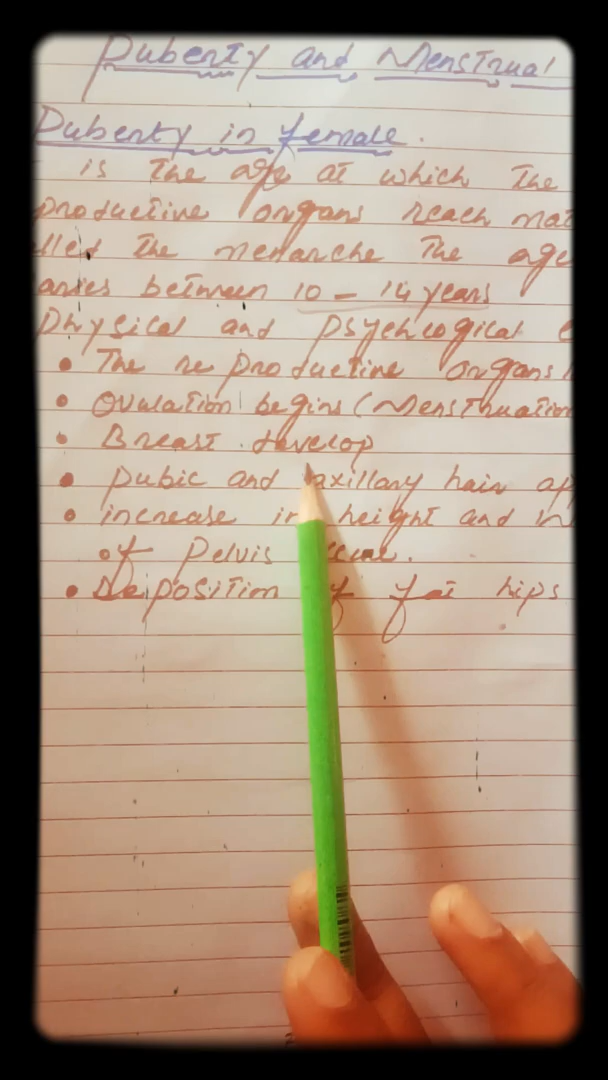 Puberty and Menstrual
Puberty in female.
is the age at which the
productive organs reach mat
lled the menarche The age
aries between 10 - 14 years
physical and psychlogical
• The reproductive organs
• Ovulation begins (Menstruation
• Breast develop
• pubic and axillary hair ap
• increase in height and
of pelvis
• Deposition of fat hips